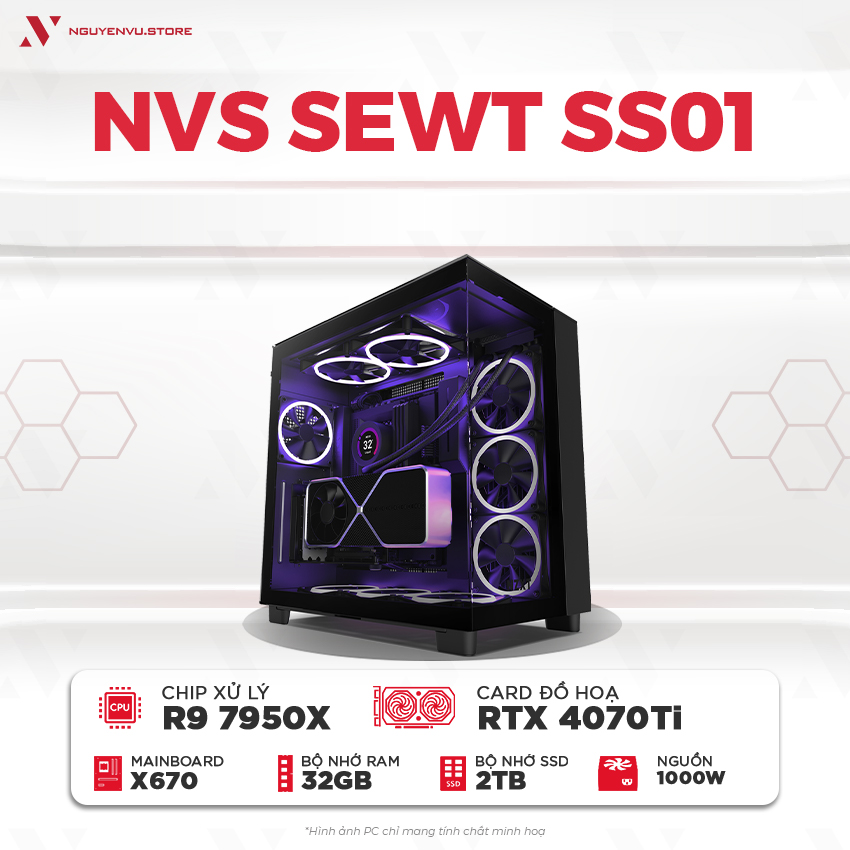 NGUYENVU.STORE
NVS SEWT SS01
32°
CHIP XỬ LÝ
R9 7950X
CARD ĐỒ HOẠ
RTX 4070Ti
CPU
MAINBOARD
X670
BỘ NHỚ RAM
32GB
BỘ NHỚ SSD
2TB
SSD
NGUỒN
1000W
*Hình ảnh PC chỉ mang tính chất minh hoạ